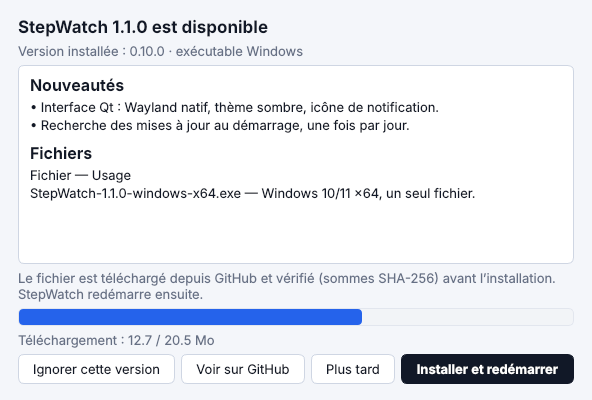 StepWatch 1.1.0 est disponible
Version installée : 0.10.0 · exécutable Windows
Nouveautés
• Interface Qt : Wayland natif, thème sombre, icône de notification.
• Recherche des mises à jour au démarrage, une fois par jour.
Fichiers
Fichier — Usage
StepWatch-1.1.0-windows-x64.exe — Windows 10/11 ×64, un seul fichier.
Le fichier est téléchargé depuis GitHub et vérifié (sommes SHA-256) avant l’installation.
StepWatch redémarre ensuite.
Téléchargement : 12.7 / 20.5 Mo
Ignorer cette version
Voir sur GitHub
Plus tard
Installer et redémarrer